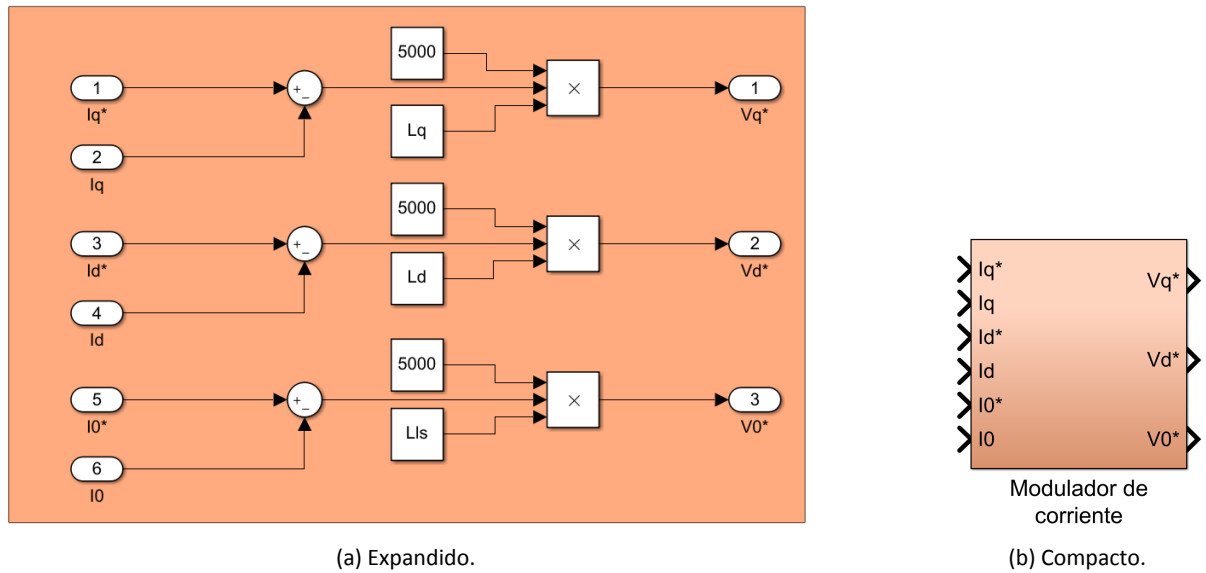 5000
1
Iq*
+
_
×
1
Vq*
Lq
2
Iq
5000
3
Id*
+
_
×
2
Vd*
Ld
4
Id
5000
5
I0*
+
_
×
3
V0*
Lls
6
I0
(a) Expandido.
Iq*
Iq
Id*
Id
I0*
I0
Vq*
Vd*
V0*
Modulador de
corriente
(b) Compacto.